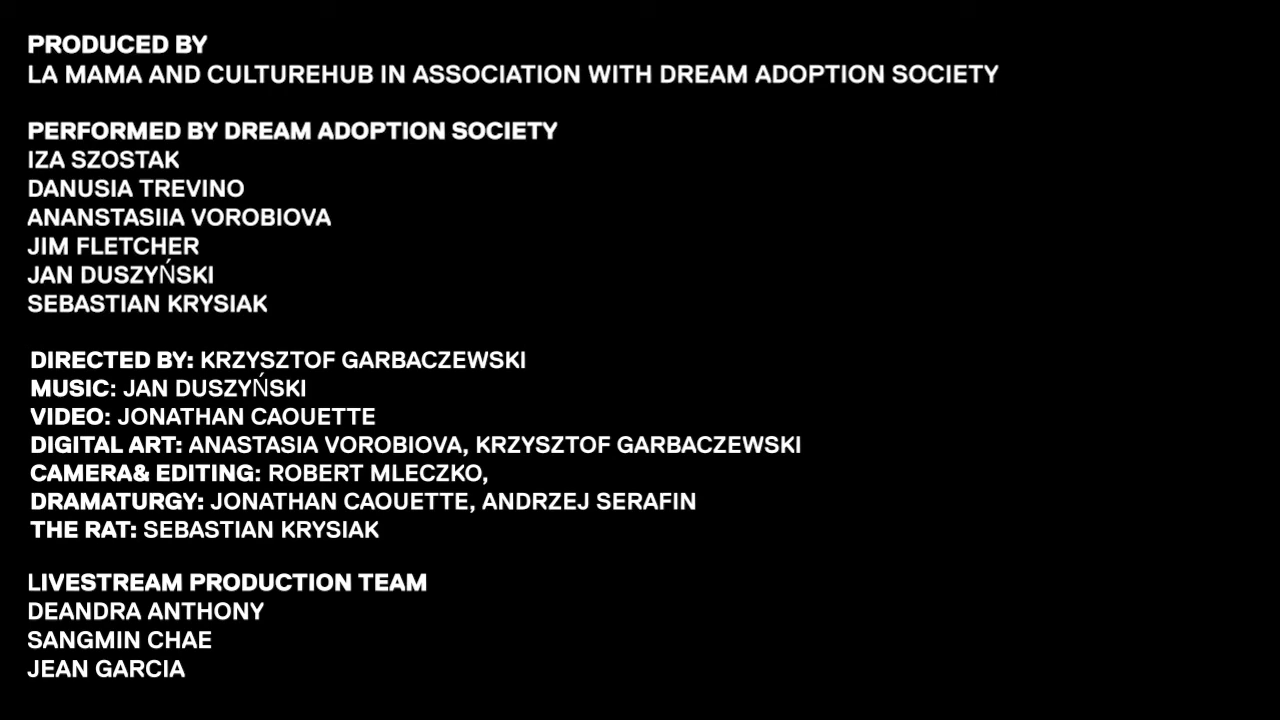 PRODUCED BY
LA MAMA AND CULTUREHUB IN ASSOCIATION WITH DREAM ADOPTION SOCIETY
PERFORMED BY DREAM ADOPTION SOCIETY
IZA SZOSTAK
DANUSIA TREVINO
ANANSTASIIA VOROBIOVA
JIM FLETCHER
JAN DUSZYŃSKI
SEBASTIAN KRYSIAK
DIRECTED BY: KRZYSZTOF GARBACZEWSKI
MUSIC: JAN DUSZYŃSKI
VIDEO: JONATHAN CAOUETTE
DIGITAL ART: ANASTASIA VOROBIOVA, KRZYSZTOF GARBACZEWSKI
CAMERA& EDITING: ROBERT MLECZKO,
DRAMATURGY: JONATHAN CAOUETTE, ANDRZEJ SERAFIN
THE RAT: SEBASTIAN KRYSIAK
LIVESTREAM PRODUCTION TEAM
DEANDRA ANTHONY
SANGMIN CHAE
JEAN GARCIA